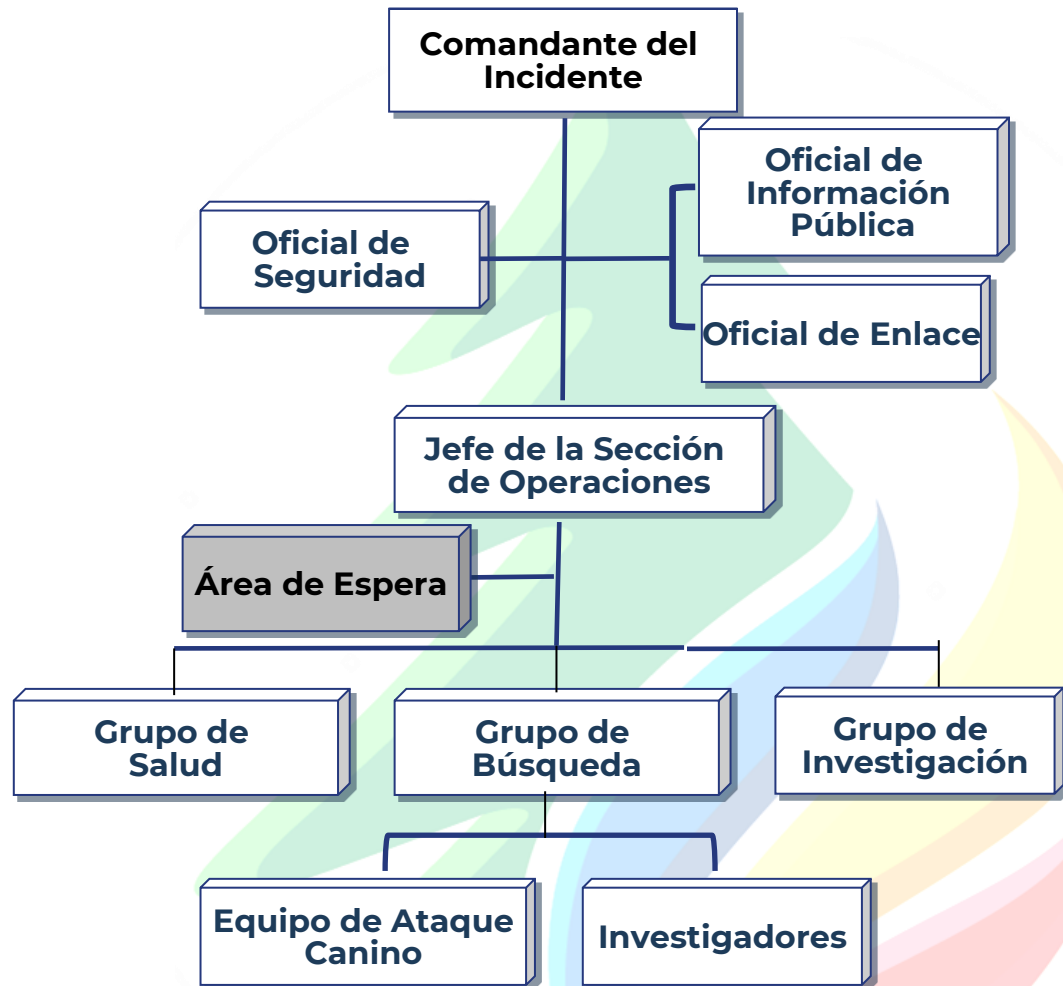 Comandante del
Incidente
Oficial de
Información
Pública
Oficial de
Seguridad
Oficial de Enlace
Jefe de la Sección
de Operaciones
Área de Espera
Grupo de
Salud
Grupo de
Búsqueda
Grupo de
Investigación
Equipo de Ataque
Canino
Investigadores